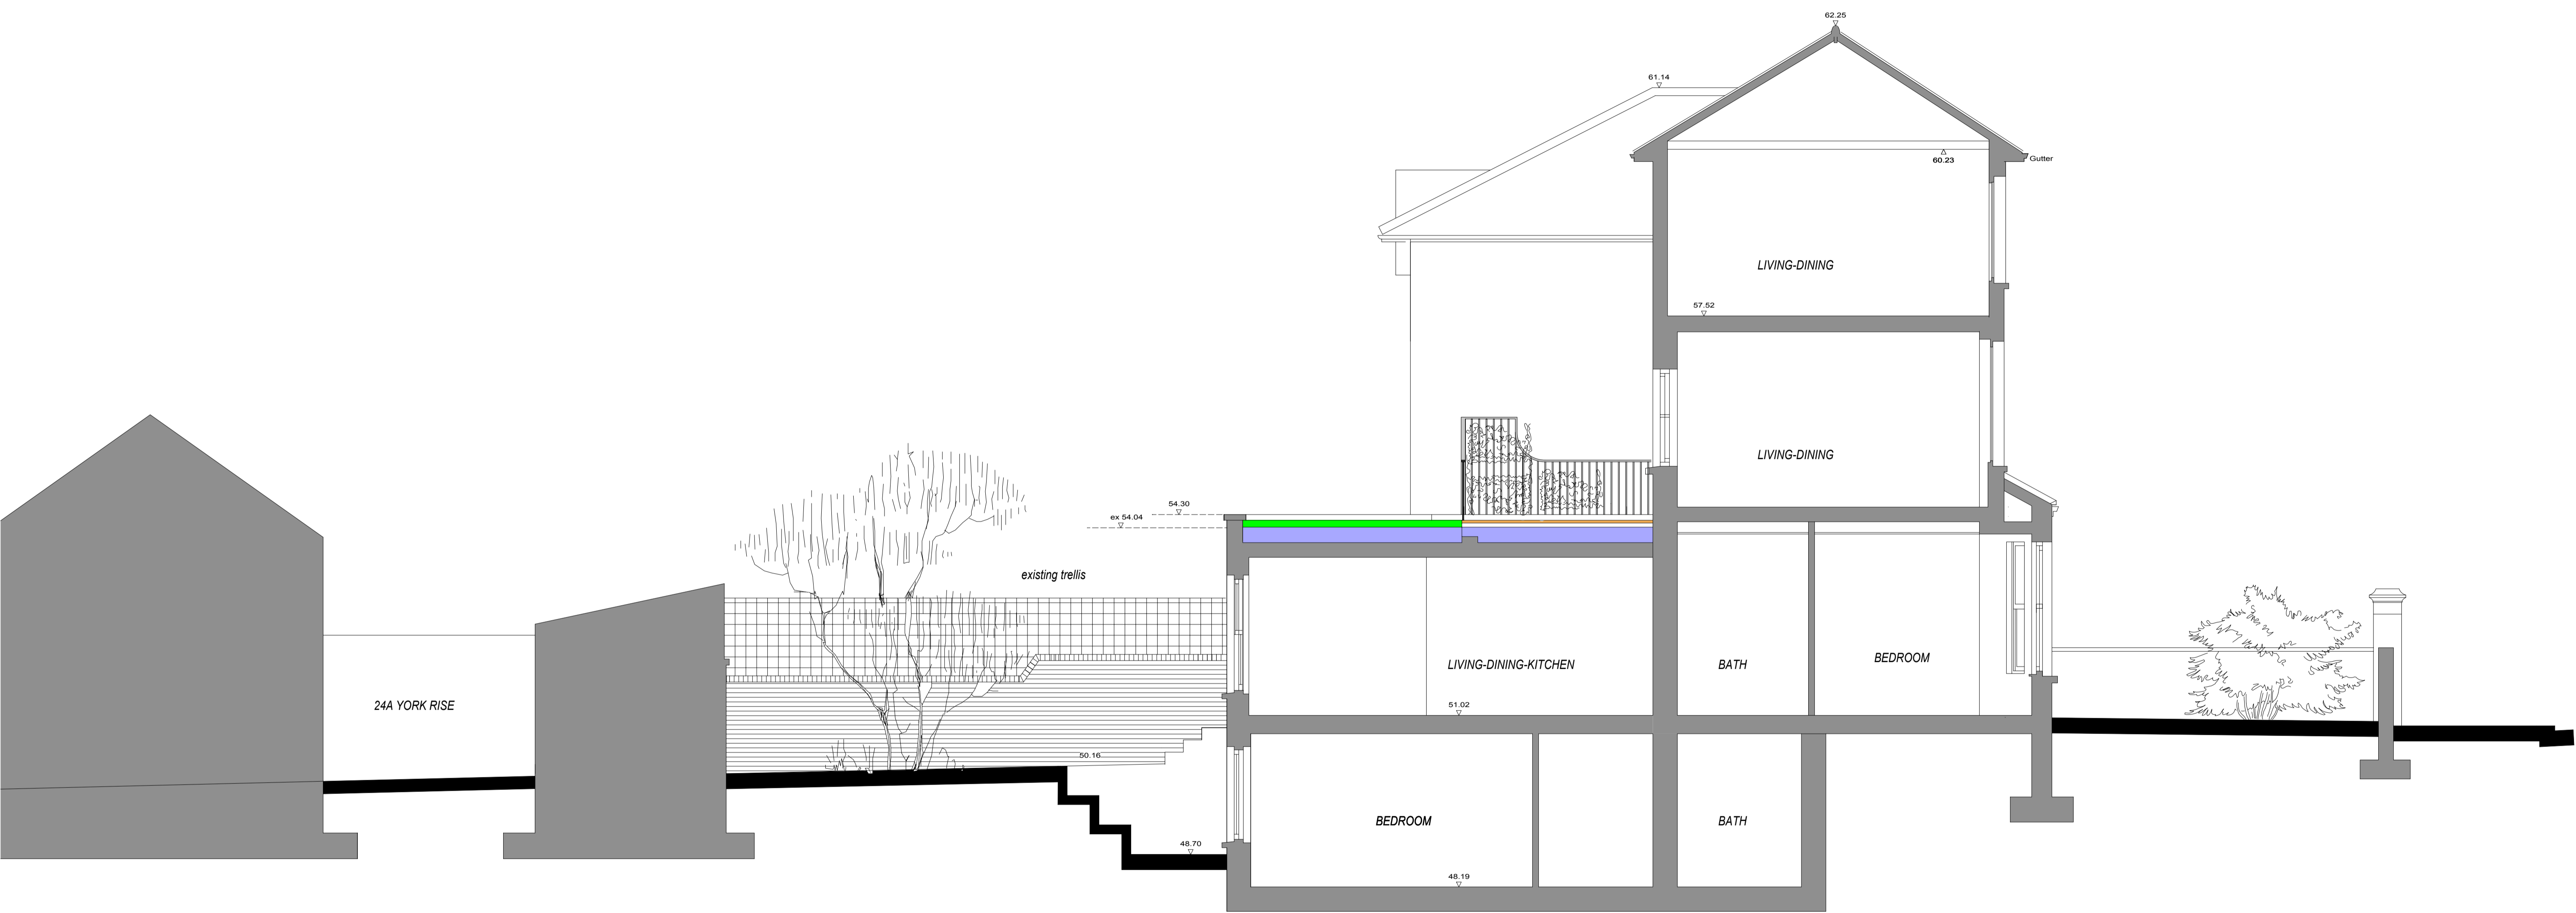 62.25
61.14
60.23
Gutter
LIVING-DINING
57.52
LIVING-DINING
54.30
ex 54.04
existing trellis
LIVING-DINING-KITCHEN
BATH
BEDROOM
24A YORK RISE
51.02
50.16
BEDROOM
BATH
48.70
48.19